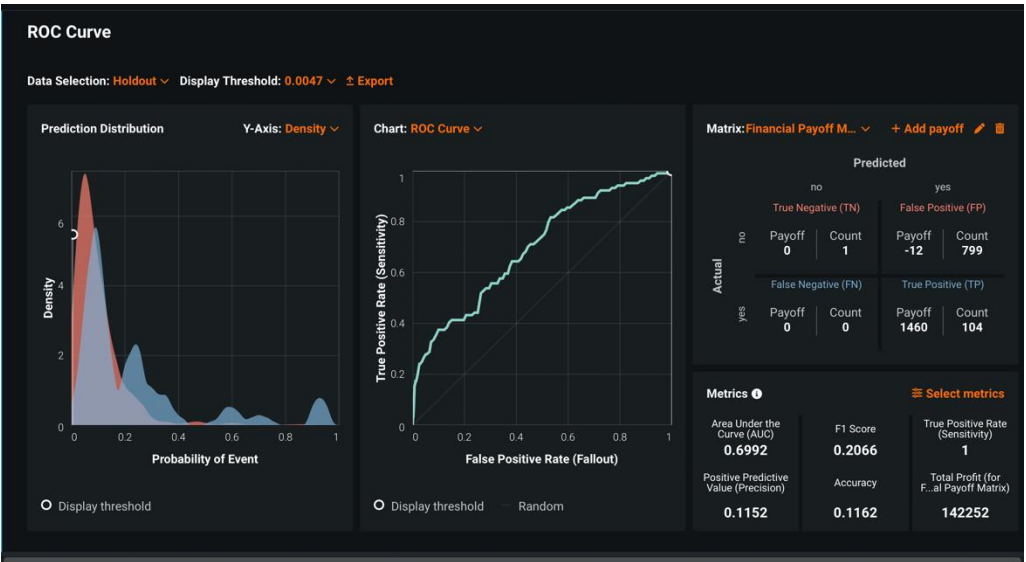 ROC Curve
Data Selection: Holdout Display Threshold: 0.0047 Export
Prediction Distribution
Y-Axis: Density
6
4
2
0
Density
0 0.2 0.4 0.6 0.8 1
Probability of Event
Display threshold
Chart: ROC Curve
1
0.8
0.6
0.4
0.2
0
True Positive Rate (Sensitivity)
0 0.2 0.4 0.6 0.8 1
False Positive Rate (Fallout)
Display threshold Random
Matrix:Financial Payoff M... + Add payoff
Predicted
no yes
Actual
no
True Negative (TN) False Positive (FP)
Payoff Count Payoff Count
0 1 -12 799
yes
False Negative (FN) True Positive (TP)
Payoff Count Payoff Count
0 0 1460 104
Metrics
Select metrics
Area Under the
Curve (AUC)
0.6992
F1 Score
0.2066
True Positive Rate
(Sensitivity)
1
Positive Predictive
Value (Precision)
0.1152
Accuracy
0.1162
Total Profit (for
F...al Payoff Matrix)
142252